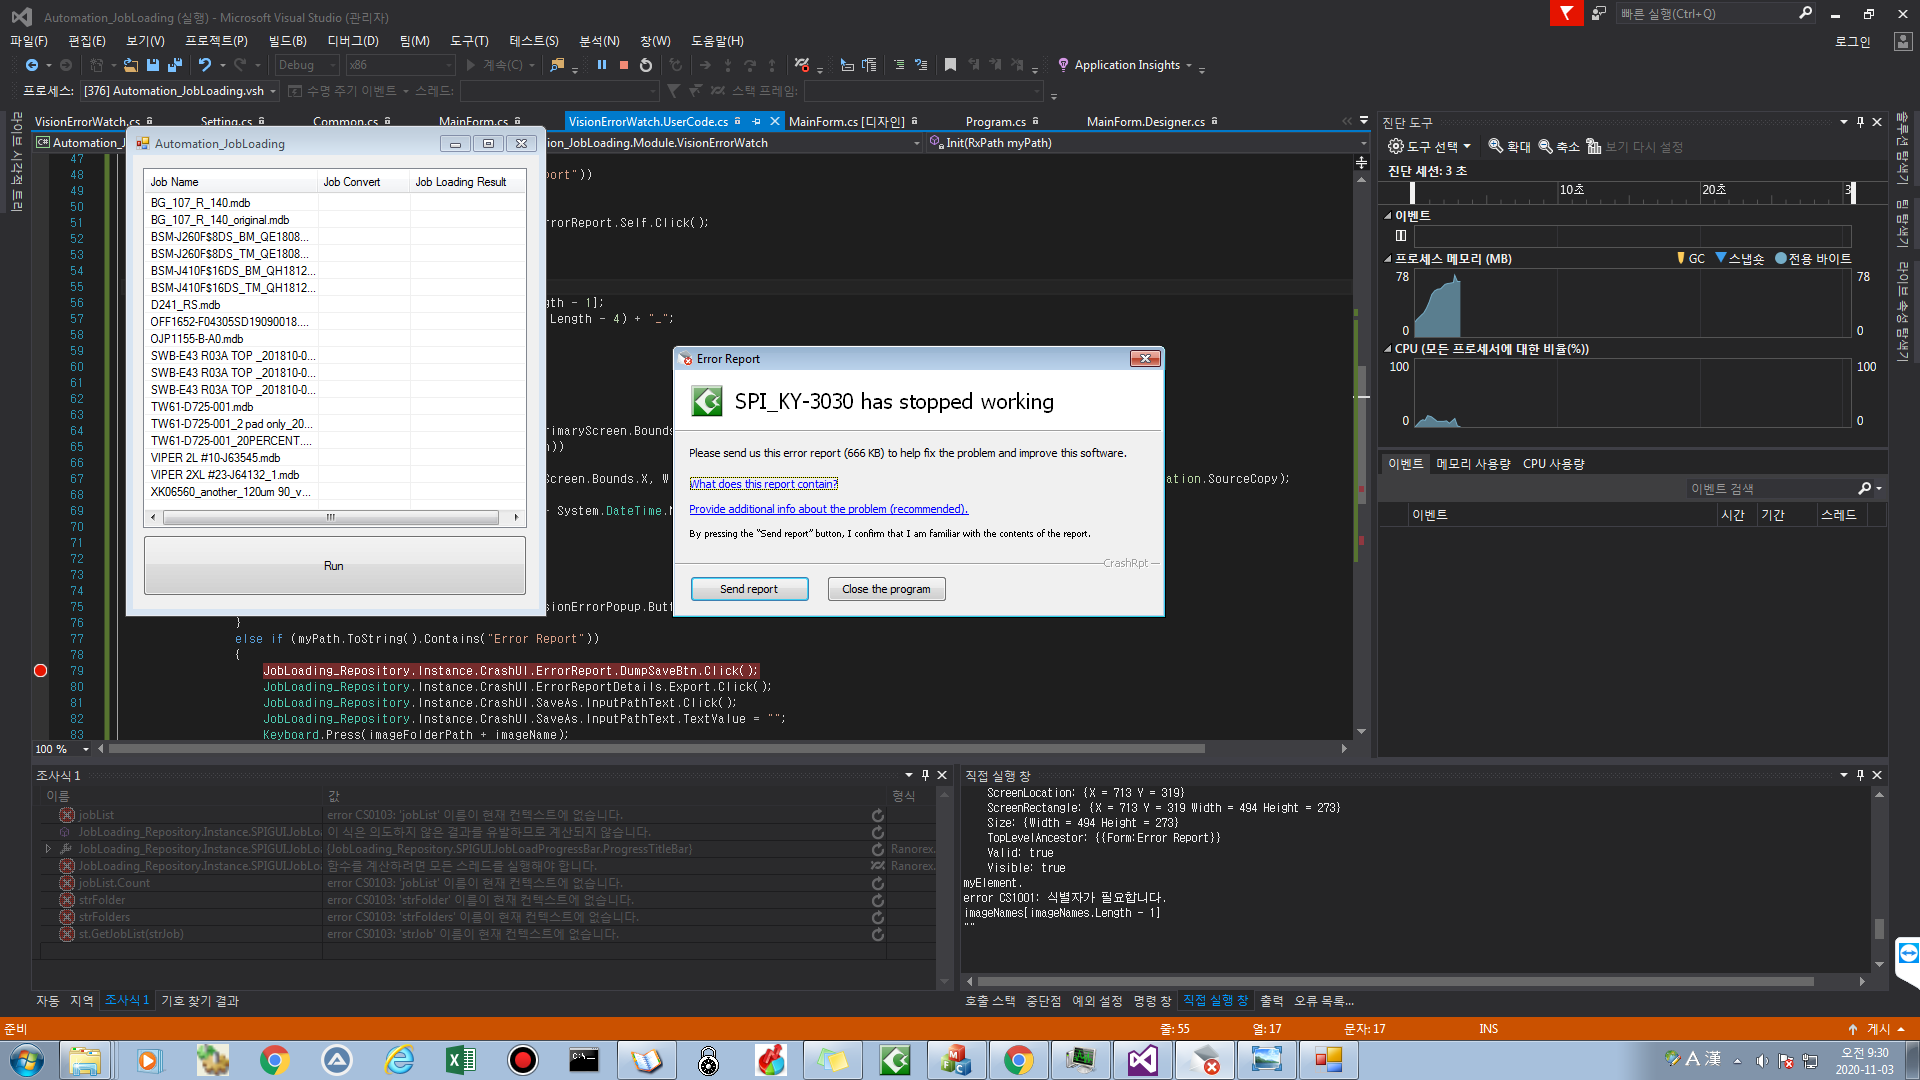 Automation_JobLoading (실행) - Microsoft Visual Studio (관리자)
빠른 실행(Ctrl+Q)
파일(F) 편집(E) 보기(V) 프로젝트(P) 빌드(B) 디버그(D) 팀(M) 도구(T) 테스트(S) 분석(N) 창(W) 도움말(H)
로그인
Debug x86 계속(C) Application Insights
프로세스: [376] Automation_JobLoading.vsh 수명 주기 이벤트 스레드: 스택 프레임:
VisionErrorWatch.cs Setting.cs Common.cs MainForm.cs VisionErrorWatch.UserCode.cs MainForm.cs [디자인] Program.cs MainForm.Designer.cs
Automation_J
ion_JobLoading.Module.VisionErrorWatch
Init(RxPath myPath)
라이브 시각적 트리
47
48 ort"))
49
50
51 rrorReport.Self.Click();
52
53
54
55
56 gth - 1];
57 Length - 4) + "_";
58
59
60
61
62
63
64 rimaryScreen.Bounds
65 h))
66
67 Screen.Bounds.X, W ation.SourceCopy);
68
69 + System.DateTime.N
70
71
72
73
74
75 isionErrorPopup.Butt
76 }
77 else if (myPath.ToString().Contains("Error Report"))
78 {
79 JobLoading_Repository.Instance.CrashUI.ErrorReport.DumpSaveBtn.Click();
80 JobLoading_Repository.Instance.CrashUI.ErrorReportDetails.Export.Click();
81 JobLoading_Repository.Instance.CrashUI.SaveAs.InputPathText.Click();
82 JobLoading_Repository.Instance.CrashUI.SaveAs.InputPathText.TextValue = "";
83 Keyboard.Press(imageFolderPath + imageName);
100 %
Automation_JobLoading
Job Name Job Convert Job Loading Result
BG_107_R_140.mdb
BG_107_R_140_original.mdb
BSM-J260F$8DS_BM_QE1808...
BSM-J260F$8DS_TM_QE1808...
BSM-J410F$16DS_BM_QH1812...
BSM-J410F$16DS_TM_QH1812...
D241_RS.mdb
OFF1652-F04305SD19090018....
OJP1155-B-A0.mdb
SWB-E43 R03A TOP _201810-0...
SWB-E43 R03A TOP _201810-0...
SWB-E43 R03A TOP _201810-0...
TW61-D725-001.mdb
TW61-D725-001_2 pad only_20...
TW61-D725-001_20PERCENT....
VIPER 2L #10-J63545.mdb
VIPER 2XL #23-J64132_1.mdb
XK06560_another_120um 90_v...
Run
Error Report
SPI_KY-3030 has stopped working
Please send us this error report (666 KB) to help fix the problem and improve this software.
What does this report contain?
Provide additional info about the problem (recommended).
By pressing the "Send report" button, I confirm that I am familiar with the contents of the report.
CrashRpt
Send report Close the program
진단 도구
도구 선택 확대 축소 보기 다시 설정
진단 세션: 3 초
10초 20초 3
이벤트
프로세스 메모리 (MB) GC 스냅숏 전용 바이트
78 78
0 0
CPU (모든 프로세서에 대한 비율(%))
100 100
0 0
이벤트 메모리 사용량 CPU 사용량
이벤트 검색
이벤트 시간 기간 스레드
솔루션 탐색기
팀 탐색기
라이브 속성 탐색기
조사식 1
이름 값 형식
jobList error CS0103: 'jobList' 이름이 현재 컨텍스트에 없습니다.
JobLoading_Repository.Instance.SPIGUI.JobLo 이 식은 의도하지 않은 결과를 유발하므로 계산되지 않습니다.
JobLoading_Repository.Instance.SPIGUI.JobLo {JobLoading_Repository.SPIGUI.JobLoadProgressBar.ProgressTitleBar} Ranorex.
JobLoading_Repository.Instance.SPIGUI.JobLo 함수를 계산하려면 모든 스레드를 실행해야 합니다. Ranorex.
jobList.Count error CS0103: 'jobList' 이름이 현재 컨텍스트에 없습니다.
strFolder error CS0103: 'strFolder' 이름이 현재 컨텍스트에 없습니다.
strFolders error CS0103: 'strFolders' 이름이 현재 컨텍스트에 없습니다.
st.GetJobList(strJob) error CS0103: 'strJob' 이름이 현재 컨텍스트에 없습니다.
자동 지역 조사식 1 기호 찾기 결과
직접 실행 창
ScreenLocation: {X = 713 Y = 319}
ScreenRectangle: {X = 713 Y = 319 Width = 494 Height = 273}
Size: {Width = 494 Height = 273}
TopLevelAncestor: {{Form:Error Report}}
Valid: true
Visible: true
myElement.
error CS1001: 식별자가 필요합니다.
imageNames[imageNames.Length - 1]
""
호출 스택 중단점 예외 설정 명령 창 직접 실행 창 출력 오류 목록...
준비 줄: 55 열: 17 문자: 17 INS 게시
A 漢
오전 9:30
2020-11-03